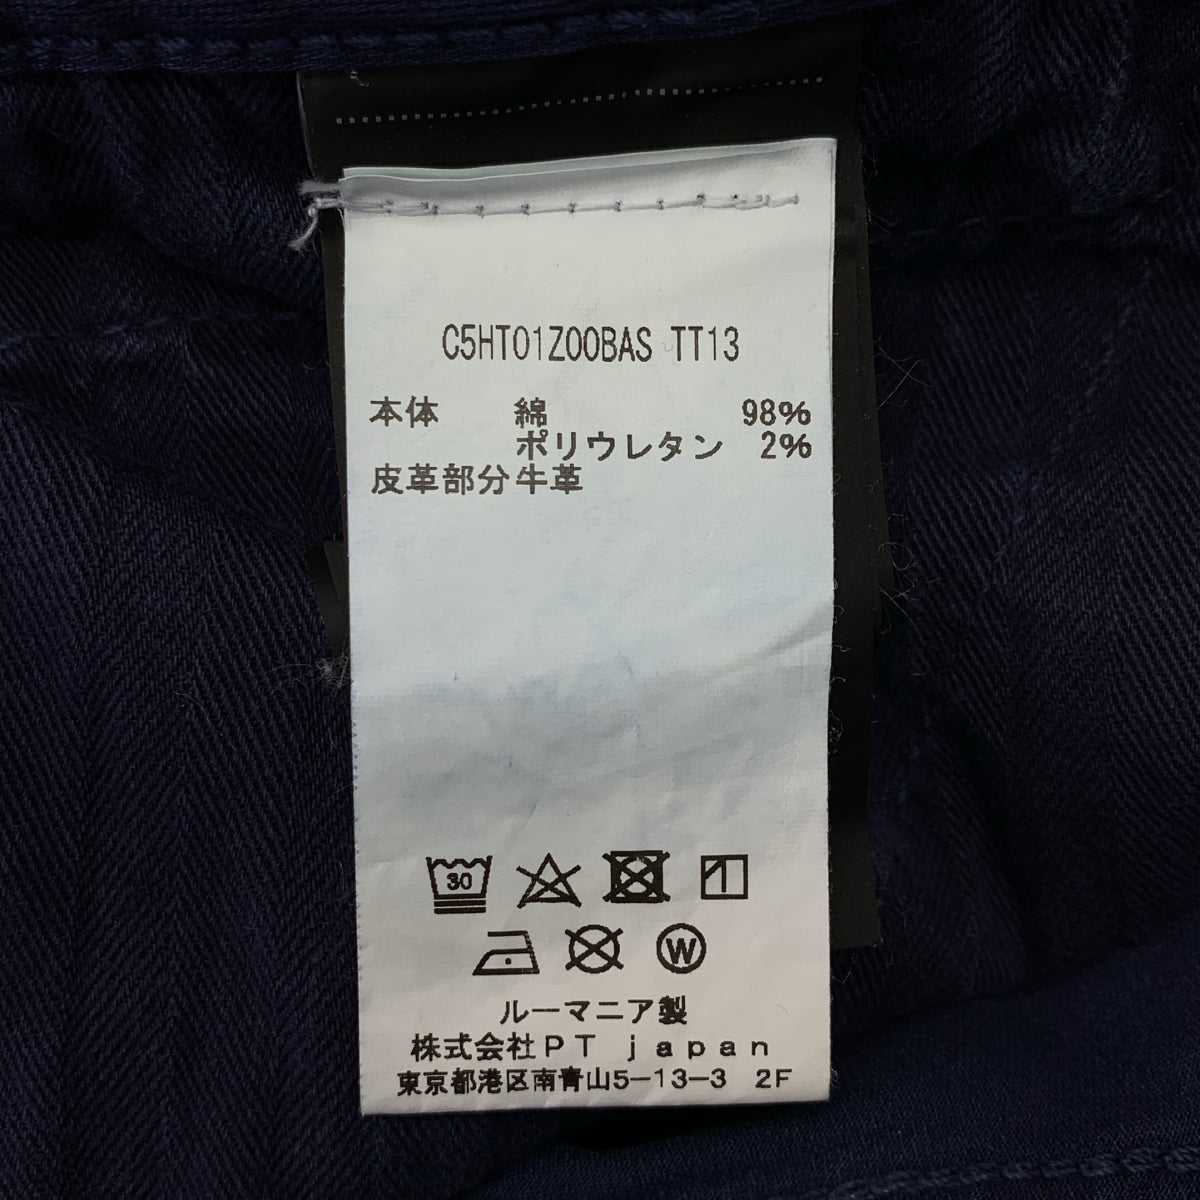 C5HT01Z00BAS TT13
本体 綿 98%
ポリウレタン 2%
皮革部分 牛革
30
W
ルーマニア製
株式会社PT japan
東京都港区南青山5-13-3 2F